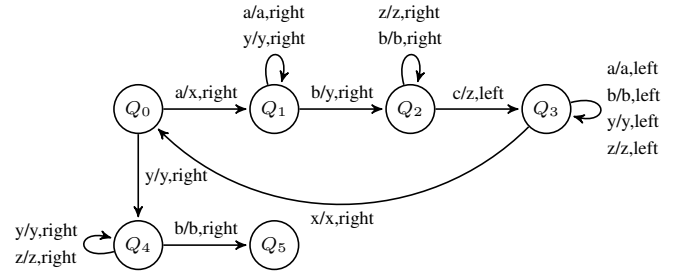 a/a,right
y/y,right
z/z,right
b/b,right
a/a,left
b/b,left
y/y,left
z/z,left
Q0
a/x,right
Q1
b/y,right
Q2
c/z,left
Q3
y/y,right
x/x,right
y/y,right
z/z,right
Q4
b/b,right
Q5